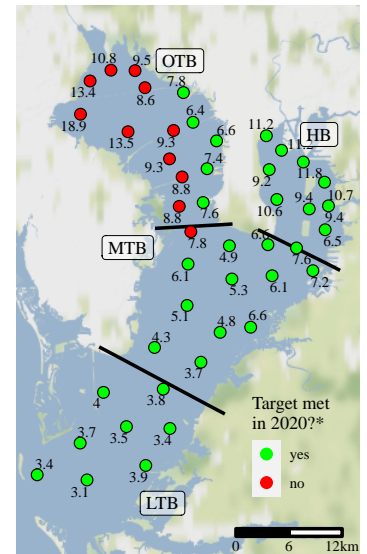 10.8 9.5 OTB
13.4 8.6 7.8
18.9 13.5 9.3 6.4
6.6 11.2 HB
9.3 7.4 11.2
8.8 9.2 11.8
8.8 7.6 10.6 9.4 10.7
9.4
MTB 7.8 4.9 6.6 6.5
7.6
6.1 5.3 6.1 7.2
5.1 4.8 6.6
4.3 3.7
4 3.8
3.7 3.5 3.4
3.4 3.1 3.9
LTB
Target met
in 2020?*
yes
no
0 6 12km